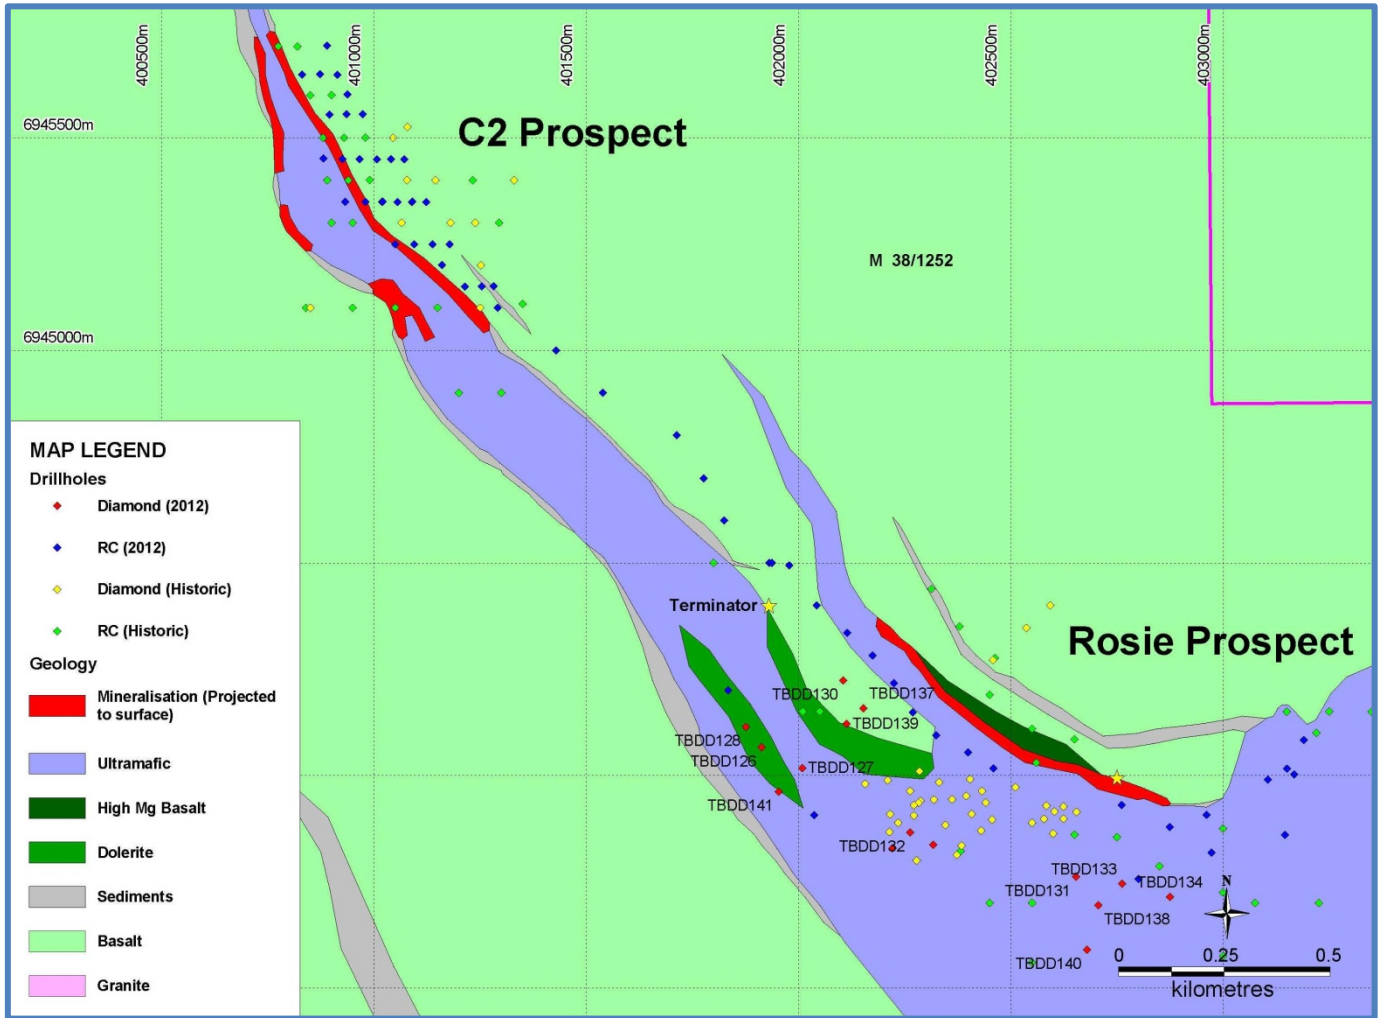 400500m
401000m
401500m
402000m
402500m
403000m
6945500m
C2 Prospect
M 38/1252
6945000m
MAP LEGEND
Drillholes
Diamond (2012)
RC (2012)
Diamond (Historic)
RC (Historic)
Geology
Mineralisation (Projected
to surface)
Ultramafic
High Mg Basalt
Dolerite
Sediments
Basalt
Granite
Terminator
Rosie Prospect
TBDD130
TBDD137
TBDD139
TBDD128
TBDD126
TBDD127
TBDD141
TBDD132
TBDD133
TBDD131
TBDD134
TBDD138
TBDD140
N
0 0.25 0.5
kilometres